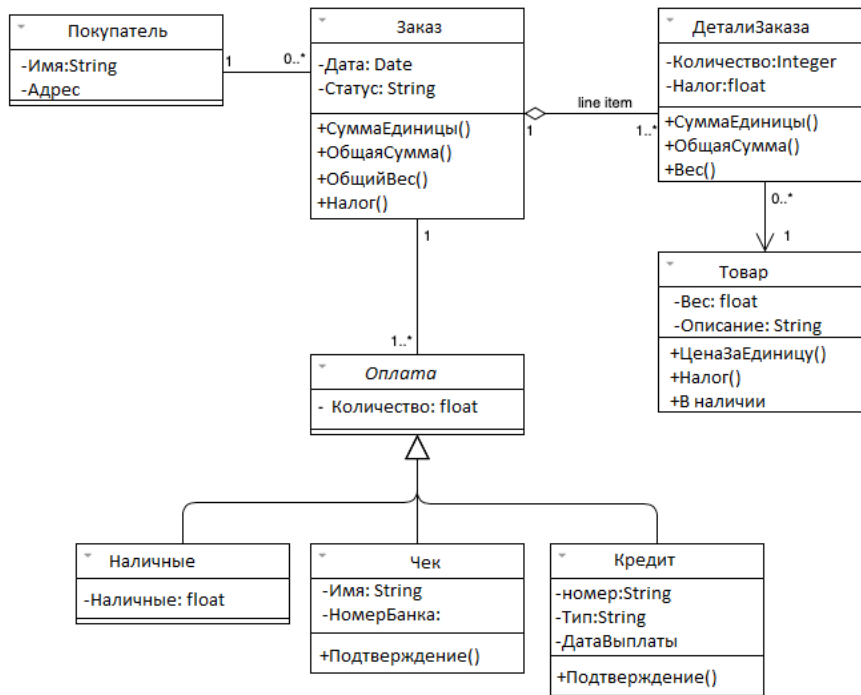 Покупатель
-Имя:String
-Адрес
1
0..*
Заказ
-Дата: Date
-Статус: String
+СуммаЕдиницы()
+ОбщаяСумма()
+ОбщийВес()
+Налог()
1
line item
1..*
ДеталиЗаказа
-Количество:Integer
-Налог:float
+СуммаЕдиницы()
+ОбщаяСумма()
+Вес()
0..*
1
Товар
-Вес: float
-Описание: String
+ЦенаЗаЕдиницу()
+Налог()
+В наличии
1
1..*
Оплата
- Количество: float
Наличные
-Наличные: float
Чек
-Имя: String
-НомерБанка:
+Подтверждение()
Кредит
-номер:String
-Тип:String
-ДатаВыплаты
+Подтверждение()